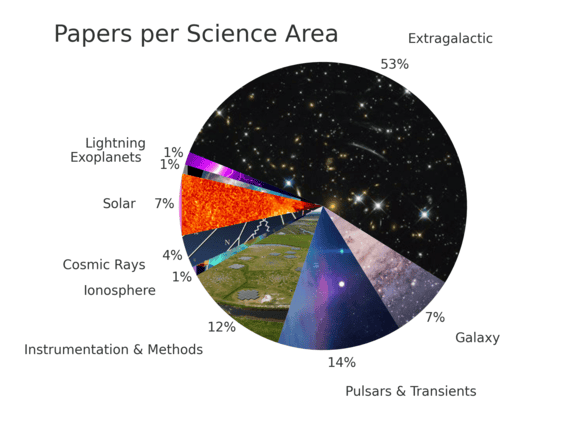 Papers per Science Area
Extragalactic
53%
Lightning
1%
Exoplanets
1%
Solar
7%
Cosmic Rays
4%
Ionosphere
1%
Instrumentation & Methods
12%
Pulsars & Transients
14%
Galaxy
7%
N